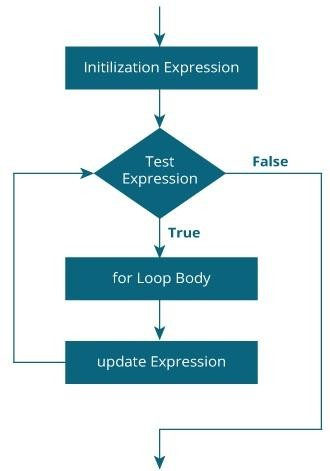 Initilization Expression
Test
Expression
False
True
for Loop Body
update Expression